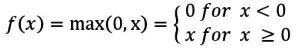 f(x) = max(0, x) = { 0 for x < 0
x for x ≥ 0